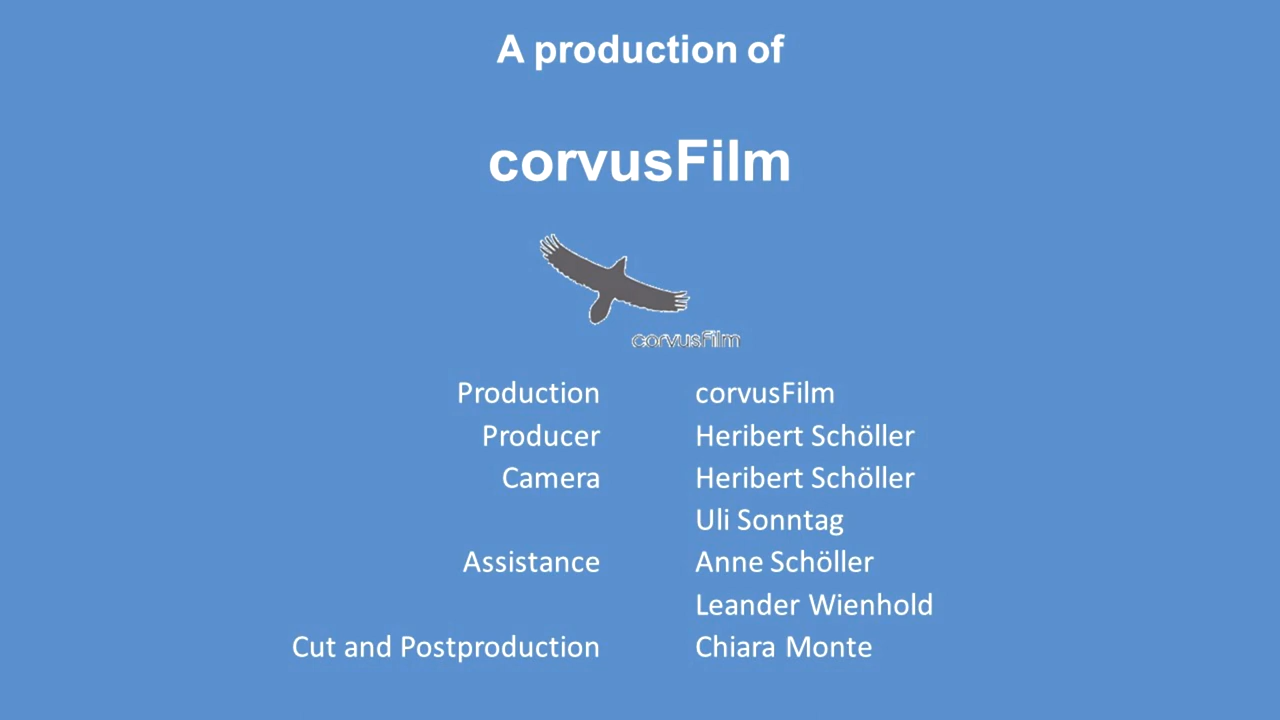 A production of
corvusFilm
corvusfilm
Production corvusFilm
Producer Heribert Schöller
Camera Heribert Schöller
Uli Sonntag
Assistance Anne Schöller
Leander Wienhold
Cut and Postproduction Chiara Monte